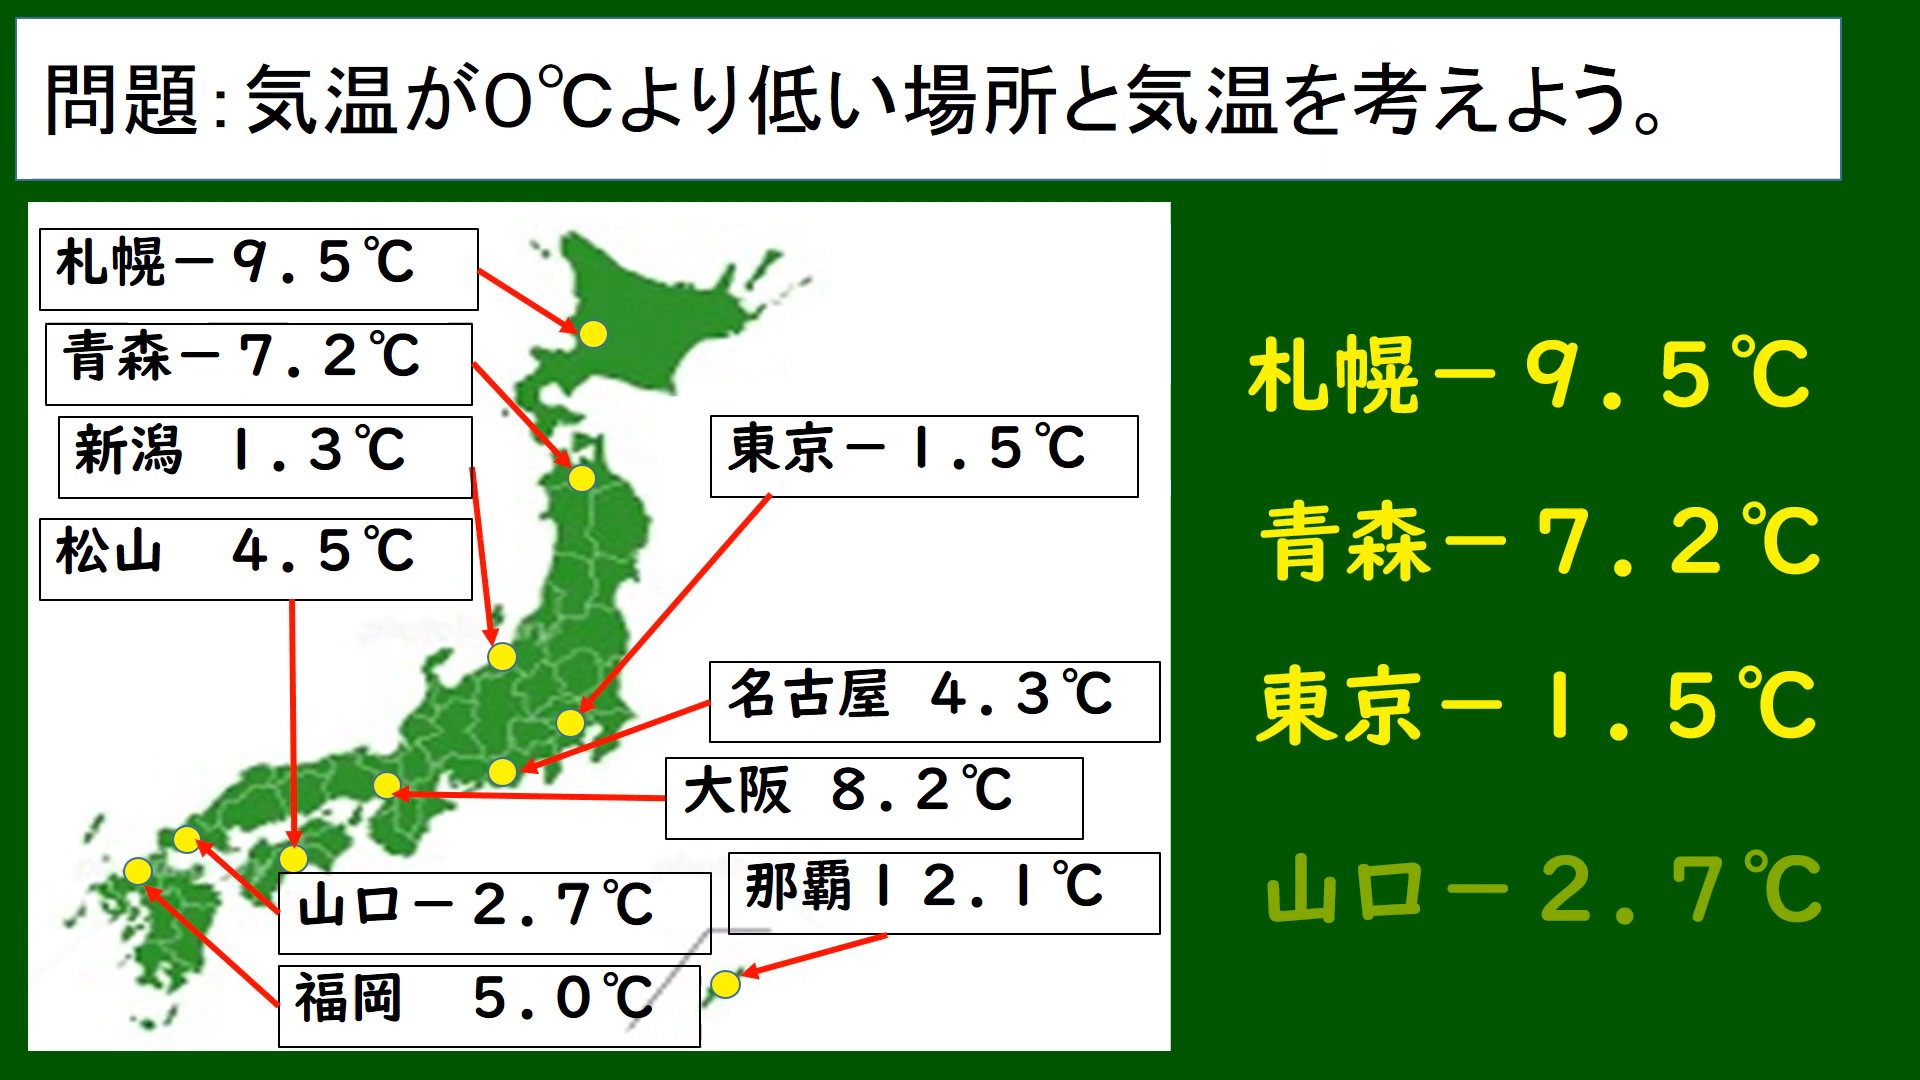 問題：気温が０℃より低い場所と気温を考えよう。
札幌－９．５℃
青森－７．２℃
新潟　１．３℃
松山　４．５℃
東京－１．５℃
名古屋　４．３℃
大阪　８．２℃
那覇１２．１℃
山口－２．７℃
福岡　５．０℃
札幌－９．５℃
青森－７．２℃
東京－１．５℃
山口－２．７℃